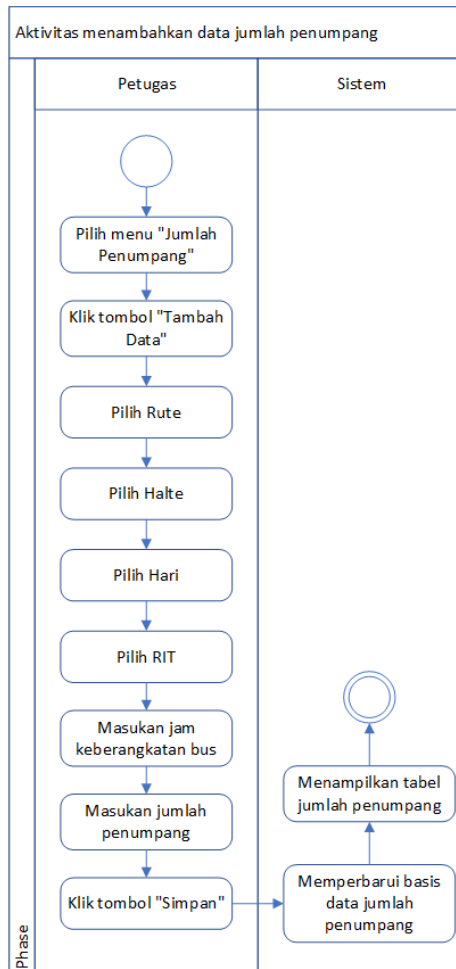 Aktivitas menambahkan data jumlah penumpang
Petugas
Sistem
Pilih menu "Jumlah
Penumpang"
Klik tombol "Tambah
Data"
Pilih Rute
Pilih Halte
Pilih Hari
Pilih RIT
Masukan jam
keberangkatan bus
Masukan jumlah
penumpang
Klik tombol "Simpan"
Memperbarui basis
data jumlah
penumpang
Menampilkan tabel
jumlah penumpang
Phase